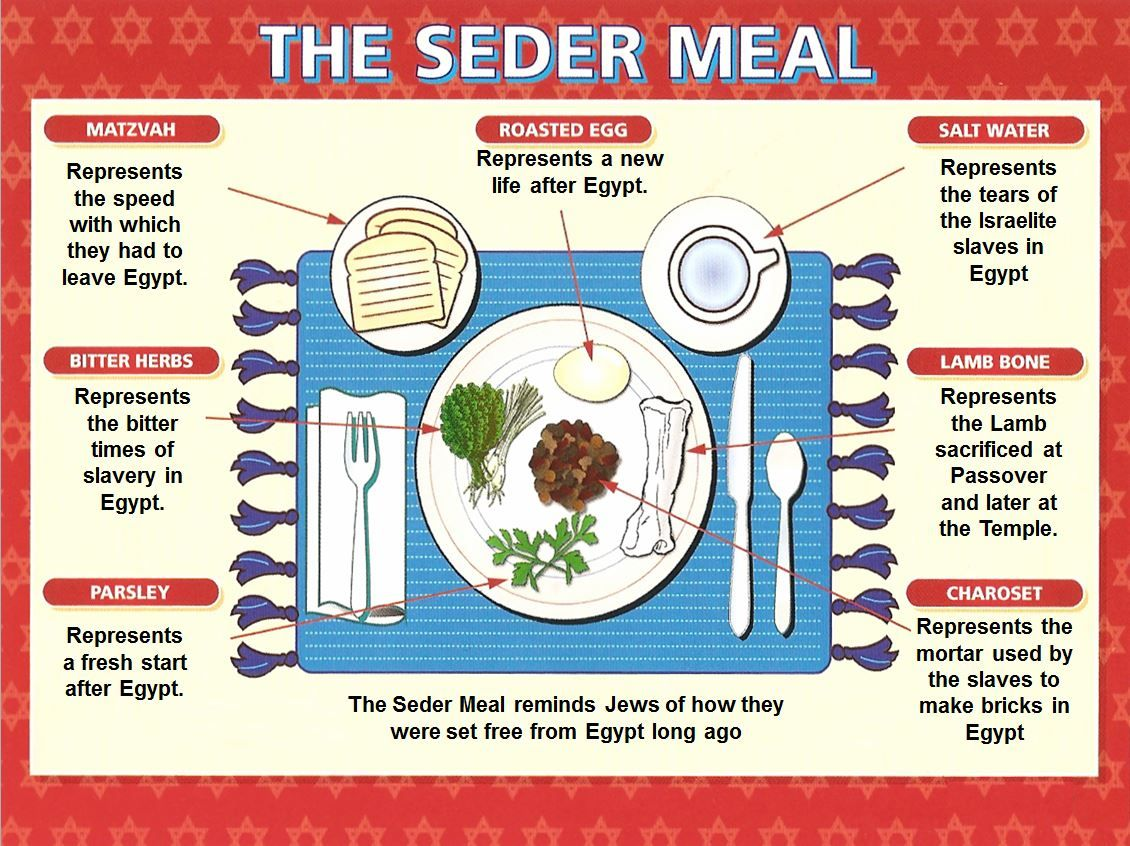 THE SEDER MEAL
MATZVAH
Represents
the speed
with which
they had to
leave Egypt.
ROASTED EGG
Represents a new
life after Egypt.
SALT WATER
Represents
the tears of
the Israelite
slaves in
Egypt
BITTER HERBS
Represents
the bitter
times of
slavery in
Egypt.
LAMB BONE
Represents
the Lamb
sacrificed at
Passover
and later at
the Temple.
PARSLEY
Represents
a fresh start
after Egypt.
CHAROSET
Represents the
mortar used by
the slaves to
make bricks in
Egypt
The Seder Meal reminds Jews of how they
were set free from Egypt long ago